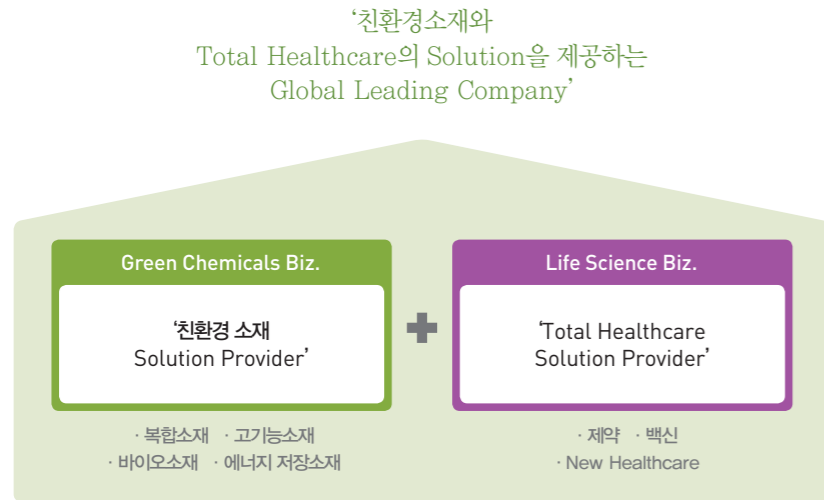 ‘친환경소재와
Total Healthcare의 Solution을 제공하는
Global Leading Company’
Green Chemicals Biz.
‘친환경 소재
Solution Provider’
· 복합소재 · 고기능소재
· 바이오소재 · 에너지 저장소재
Life Science Biz.
‘Total Healthcare
Solution Provider’
· 제약 · 백신
· New Healthcare